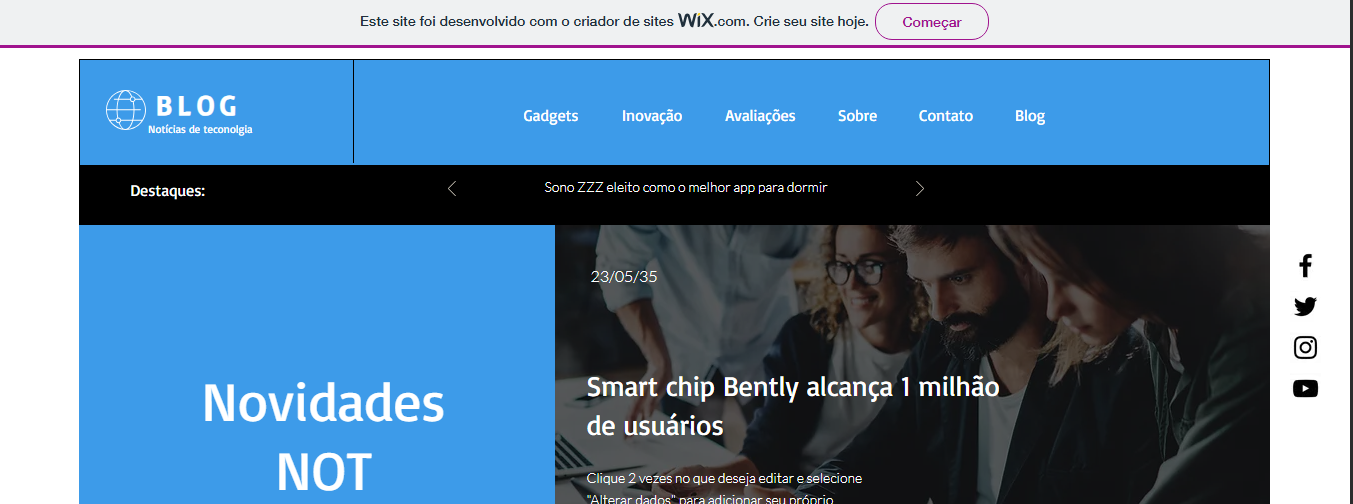 Este site foi desenvolvido com o criador de sites WiX.com. Crie seu site hoje. Começar
BLOG
Notícias de teconolgia
Gadgets Inovação Avaliações Sobre Contato Blog
Destaques:
Sono ZZZ eleito como o melhor app para dormir
23/05/35
Novidades
NOT
Smart chip Bently alcança 1 milhão
de usuários
Clique 2 vezes no que deseja editar e selecione
"Alterar dados" para adicionar seu próprio